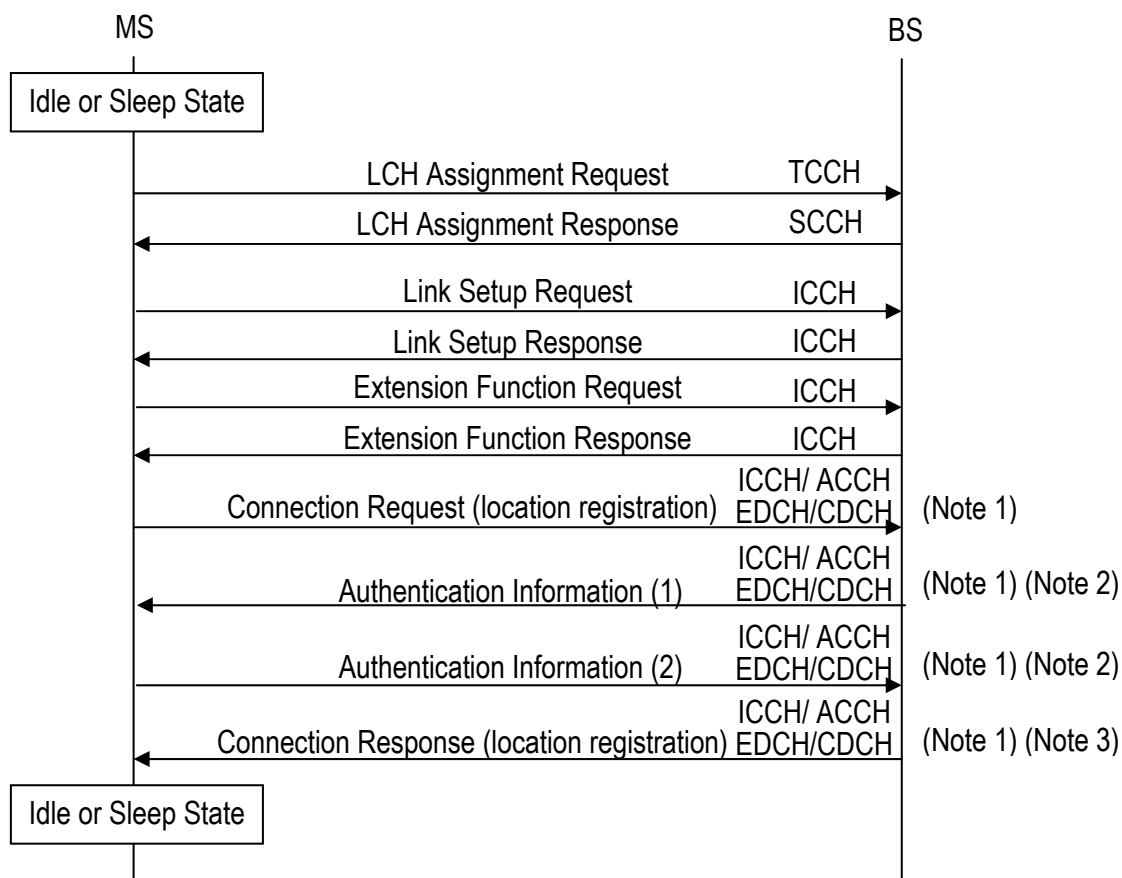 MS
BS
Idle or Sleep State
LCH Assignment Request TCCH
LCH Assignment Response SCCH
Link Setup Request ICCH
Link Setup Response ICCH
Extension Function Request ICCH
Extension Function Response ICCH
ICCH/ ACCH
Connection Request (location registration) EDCH/CDCH (Note 1)
ICCH/ ACCH
Authentication Information (1) EDCH/CDCH (Note 1) (Note 2)
ICCH/ ACCH
Authentication Information (2) EDCH/CDCH (Note 1) (Note 2)
ICCH/ ACCH
Connection Response (location registration) EDCH/CDCH (Note 1) (Note 3)
Idle or Sleep State